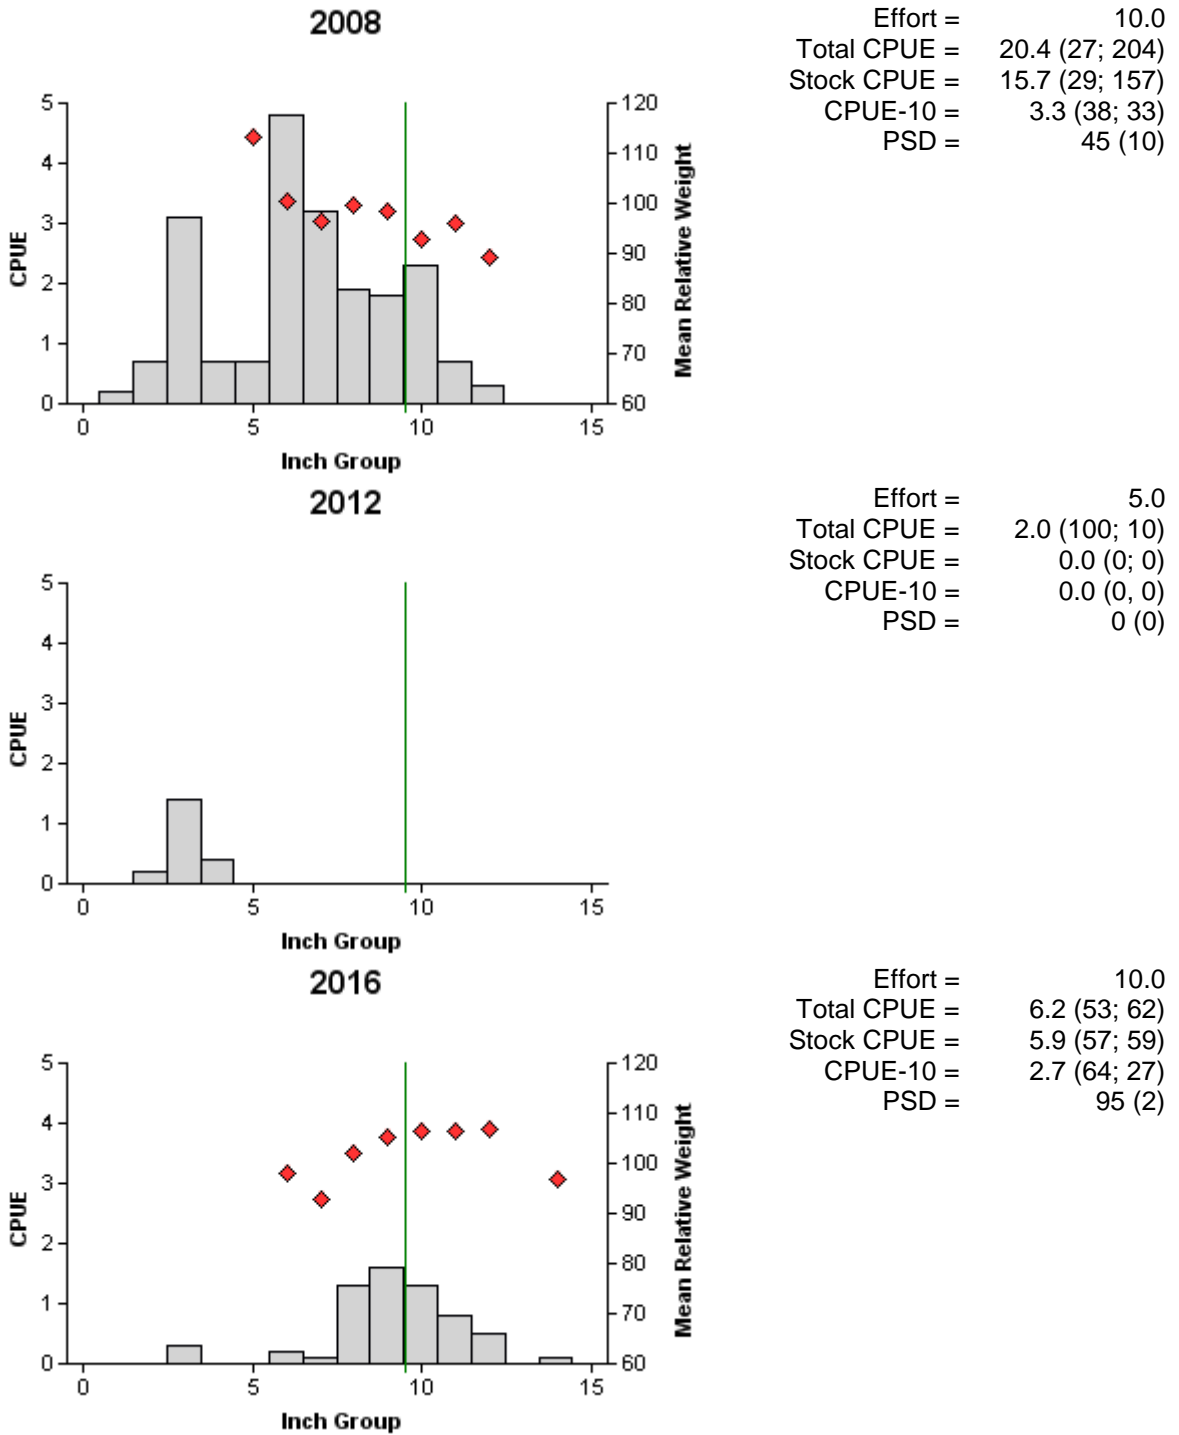 2008
Effort = 10.0
Total CPUE = 20.4 (27; 204)
Stock CPUE = 15.7 (29; 157)
CPUE-10 = 3.3 (38; 33)
PSD = 45 (10)
5
4
3
2
1
0
CPUE
120
110
100
90
80
70
60
Mean Relative Weight
0 5 10 15
Inch Group
2012
Effort = 5.0
Total CPUE = 2.0 (100; 10)
Stock CPUE = 0.0 (0; 0)
CPUE-10 = 0.0 (0, 0)
PSD = 0 (0)
5
4
3
2
1
0
CPUE
0 5 10 15
Inch Group
2016
Effort = 10.0
Total CPUE = 6.2 (53; 62)
Stock CPUE = 5.9 (57; 59)
CPUE-10 = 2.7 (64; 27)
PSD = 95 (2)
5
4
3
2
1
0
CPUE
120
110
100
90
80
70
60
Mean Relative Weight
0 5 10 15
Inch Group